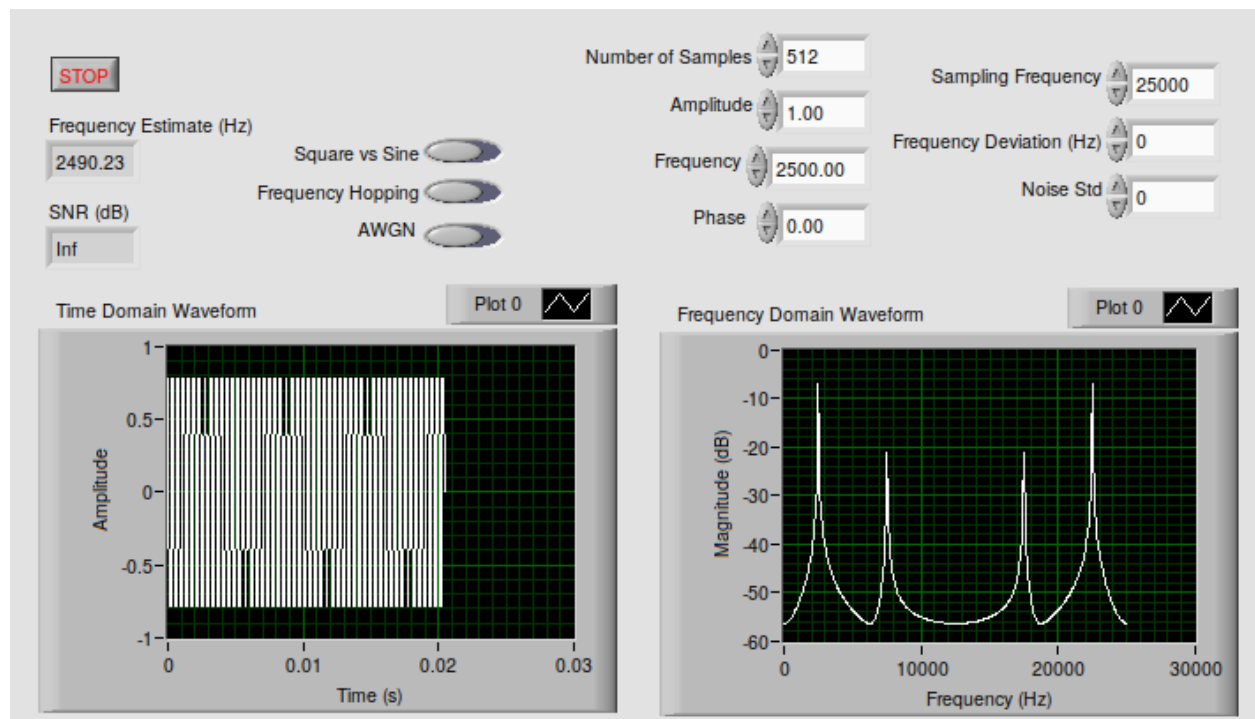 STOP
Frequency Estimate (Hz)
2490.23
SNR (dB)
Inf
Square vs Sine
Frequency Hopping
AWGN
Number of Samples
512
Amplitude
1.00
Frequency
2500.00
Phase
0.00
Sampling Frequency
25000
Frequency Deviation (Hz)
0
Noise Std
0
Time Domain Waveform
Plot 0
1
0.5
0
-0.5
-1
Amplitude
0 0.01 0.02 0.03
Time (s)
Frequency Domain Waveform
Plot 0
0
-10
-20
-30
-40
-50
-60
Magnitude (dB)
0 10000 20000 30000
Frequency (Hz)